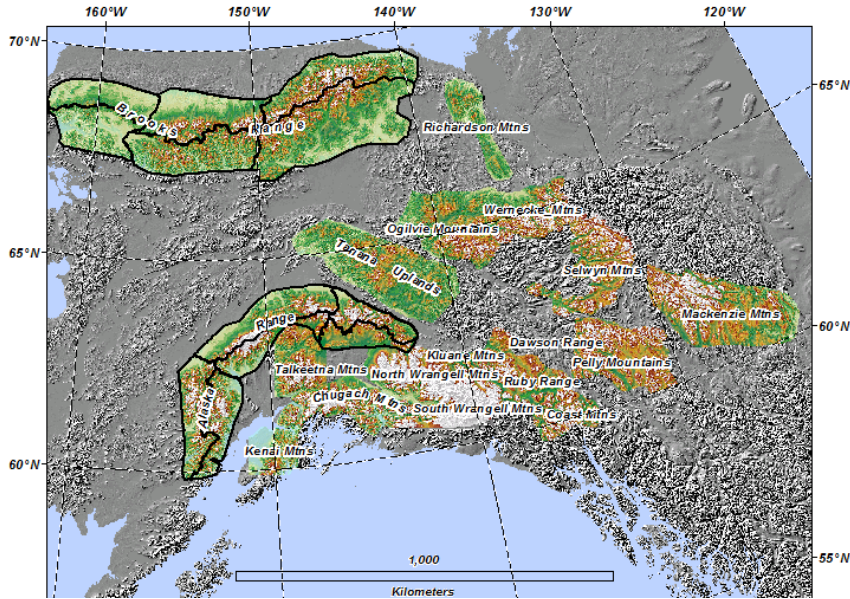 160°W 150°W 140°W 130°W 120°W
70°N
65°N
Brooks Range
Richardson Mtns
Wernecke Mtns
Ogilvie Mountains
65°N
Tanana Uplands
Selwyn Mtns
Mackenzie Mtns
60°N
Alaska Range
Dawson Range
Kluane Mtns
Pelly Mountains
Talkeetna Mtns
North Wrangell Mtns
Ruby Range
Chugach Mtns
South Wrangell Mtns
Coast Mtns
Kenai Mtns
60°N
55°N
1,000
Kilometers